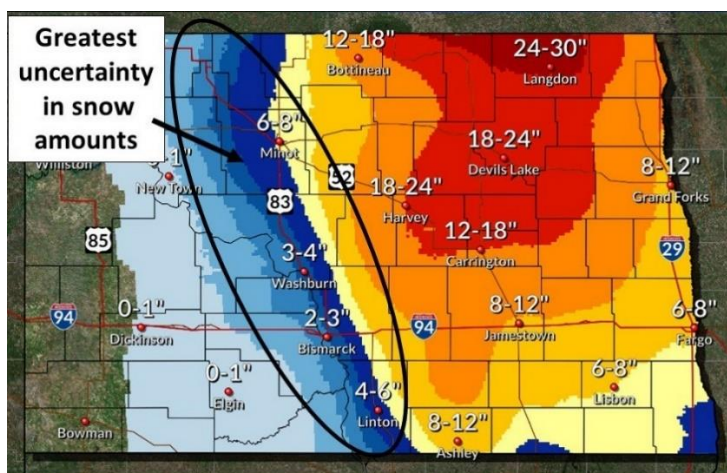 Greatest
uncertainty
in snow
amounts
12-18"
Bottineau
24-30"
Langdon
6-8"
Minot
18-24"
Devils Lake
8-12"
Grand Forks
Williston
New Town
52
83
18-24"
Harvey
12-18"
Carrington
29
85
3-4"
Washburn
94
0-1"
Dickinson
2-3"
Bismarck
94
8-12"
Jamestown
6-8"
Fargo
0-1"
Elgin
4-6"
Linton
6-8"
Lisbon
Bowman
8-12"
Ashley